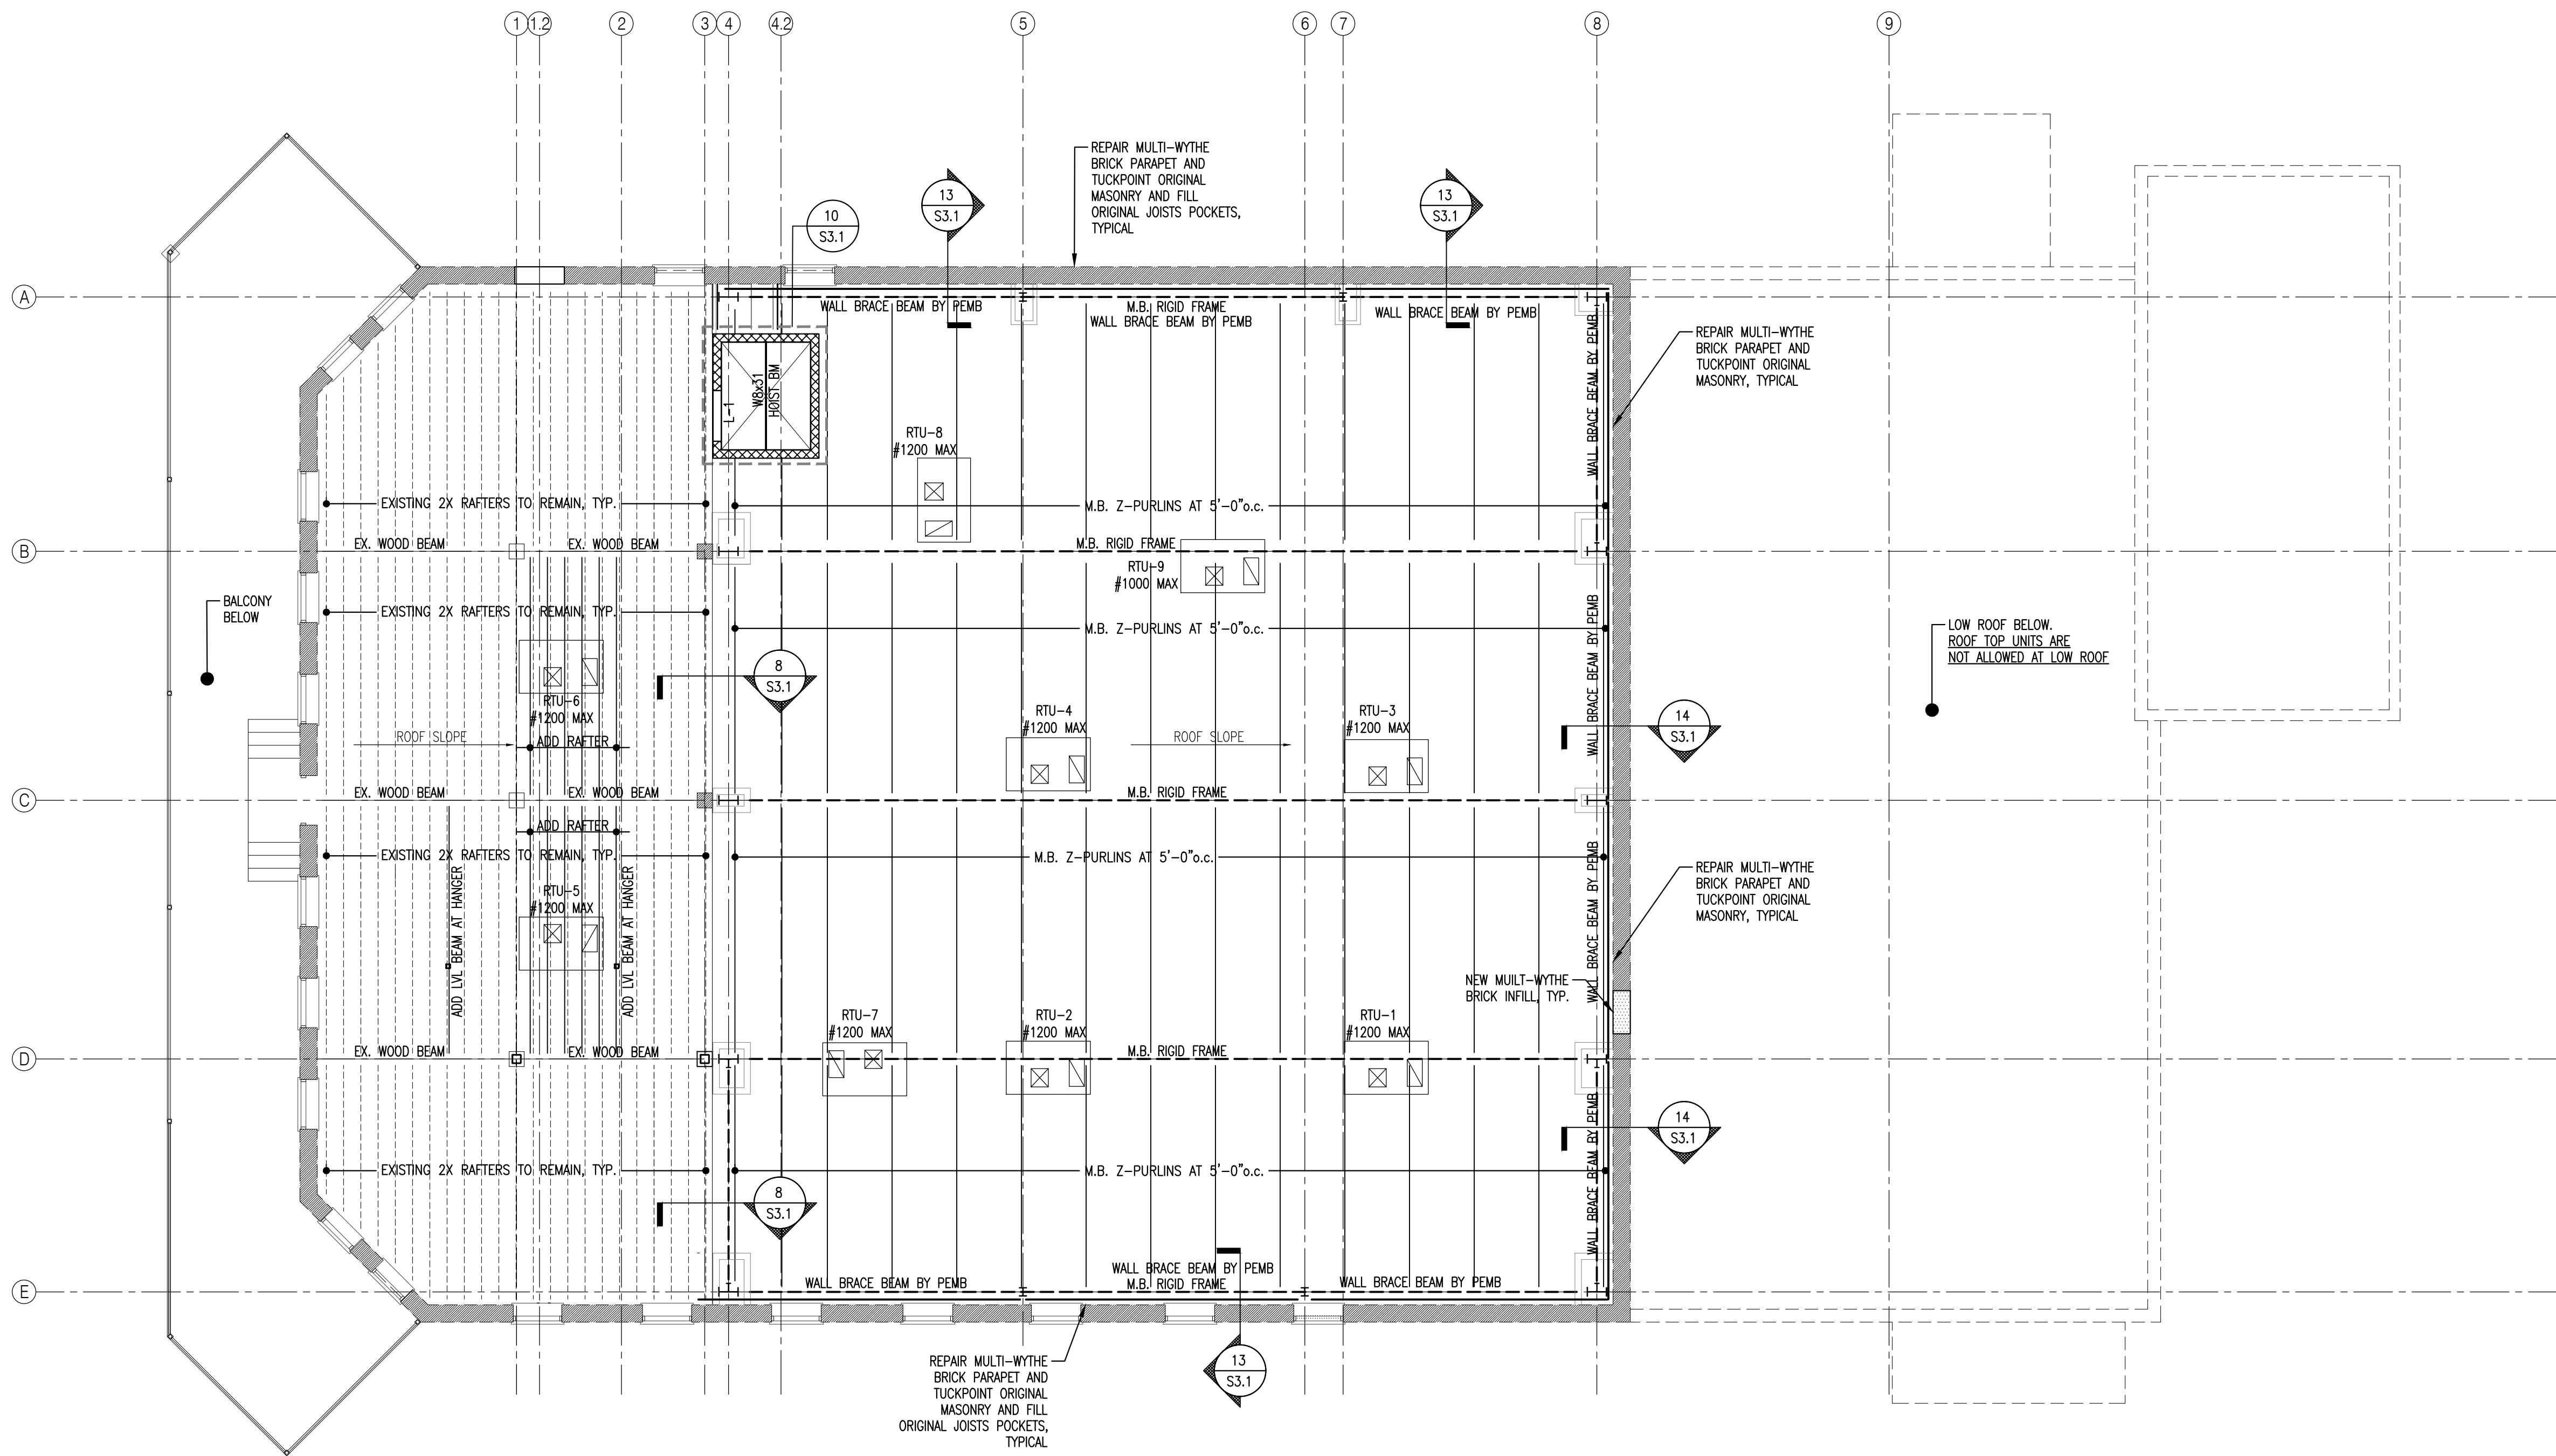 1
1.2
2
3
4
4.2
5
6
7
8
9
REPAIR MULTI-WYTHE
BRICK PARAPET AND
TUCKPOINT ORIGINAL
MASONRY AND FILL
ORIGINAL JOISTS POCKETS,
TYPICAL
13
S3.1
13
S3.1
10
S3.1
A
WALL BRACE BEAM BY PEMB
M.B. RIGID FRAME
WALL BRACE BEAM BY PEMB
WALL BRACE BEAM BY PEMB
WALL BRACE BEAM BY PEMB
REPAIR MULTI-WYTHE
BRICK PARAPET AND
TUCKPOINT ORIGINAL
MASONRY, TYPICAL
L-1
W8x31
HOIST BM
RTU-8
#1200 MAX
EXISTING 2X RAFTERS TO REMAIN, TYP.
M.B. Z-PURLINS AT 5'-0"o.c.
B
EX. WOOD BEAM
EX. WOOD BEAM
M.B. RIGID FRAME
RTU-9
#1000 MAX
BALCONY
BELOW
EXISTING 2X RAFTERS TO REMAIN, TYP.
M.B. Z-PURLINS AT 5'-0"o.c.
WALL BRACE BEAM BY PEMB
LOW ROOF BELOW.
ROOF TOP UNITS ARE
NOT ALLOWED AT LOW ROOF
8
S3.1
RTU-6
#1200 MAX
RTU-4
#1200 MAX
RTU-3
#1200 MAX
14
S3.1
ROOF SLOPE
ADD RAFTER
ROOF SLOPE
C
EX. WOOD BEAM
EX. WOOD BEAM
M.B. RIGID FRAME
ADD RAFTER
EXISTING 2X RAFTERS TO REMAIN, TYP.
M.B. Z-PURLINS AT 5'-0"o.c.
WALL BRACE BEAM BY PEMB
REPAIR MULTI-WYTHE
BRICK PARAPET AND
TUCKPOINT ORIGINAL
MASONRY, TYPICAL
ADD LVL BEAM AT HANGER
RTU-5
#1200 MAX
ADD LVL BEAM AT HANGER
NEW MUILT-WYTHE
BRICK INFILL, TYP.
RTU-7
#1200 MAX
RTU-2
#1200 MAX
RTU-1
#1200 MAX
D
EX. WOOD BEAM
EX. WOOD BEAM
M.B. RIGID FRAME
14
S3.1
WALL BRACE BEAM BY PEMB
EXISTING 2X RAFTERS TO REMAIN, TYP.
M.B. Z-PURLINS AT 5'-0"o.c.
8
S3.1
E
WALL BRACE BEAM BY PEMB
WALL BRACE BEAM BY PEMB
M.B. RIGID FRAME
WALL BRACE BEAM BY PEMB
REPAIR MULTI-WYTHE
BRICK PARAPET AND
TUCKPOINT ORIGINAL
MASONRY AND FILL
ORIGINAL JOISTS POCKETS,
TYPICAL
13
S3.1